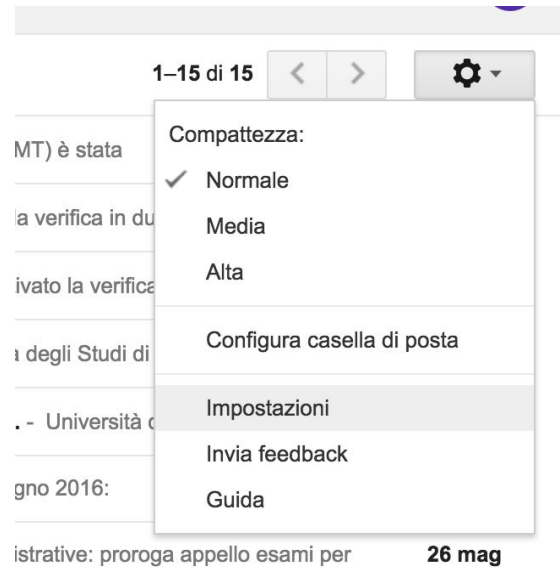 1–15 di 15
Compattezza:
MT) è stata
Normale
la verifica in du
Media
ivato la verifica
Alta
degli Studi di
Configura casella di posta
. - Università
Impostazioni
Invia feedback
gno 2016:
Guida
istrative: proroga appello esami per 26 mag